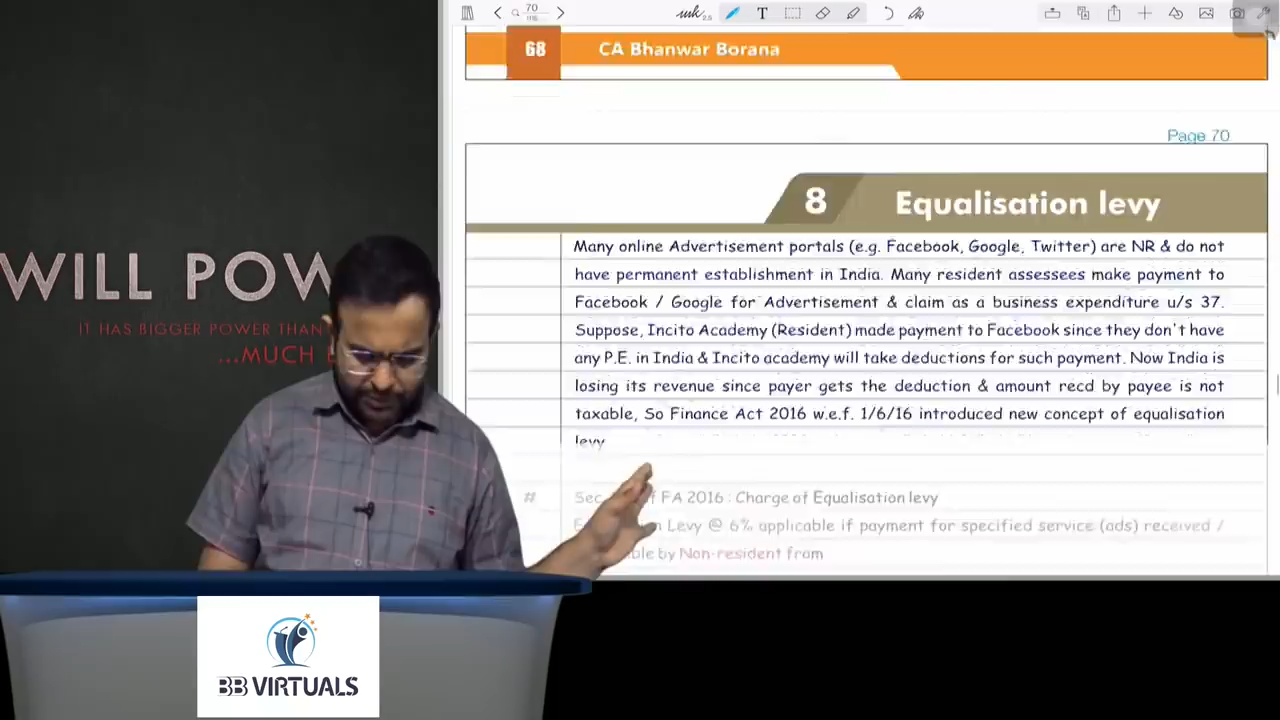 70
68
CA Bhanwar Borana
Page 70
8 Equalisation levy
Many online Advertisement portals (e.g. Facebook, Google, Twitter) are NR & do not
have permanent establishment in India. Many resident assessees make payment to
Facebook / Google for Advertisement & claim as a business expenditure u/s 37.
Suppose, Incito Academy (Resident) made payment to Facebook since they don't have
any P.E. in India & Incito academy will take deductions for such payment. Now India is
losing its revenue since payer gets the deduction & amount recd by payee is not
taxable, So Finance Act 2016 w.e.f. 1/6/16 introduced new concept of equalisation
levy
# Sec FA 2016 : Charge of Equalisation levy
Levy @ 6% applicable if payment for specified service (ads) received /
by Non-resident from
WILL POW
IT HAS BIGGER POWER THAN
...MUCH
BB VIRTUALS